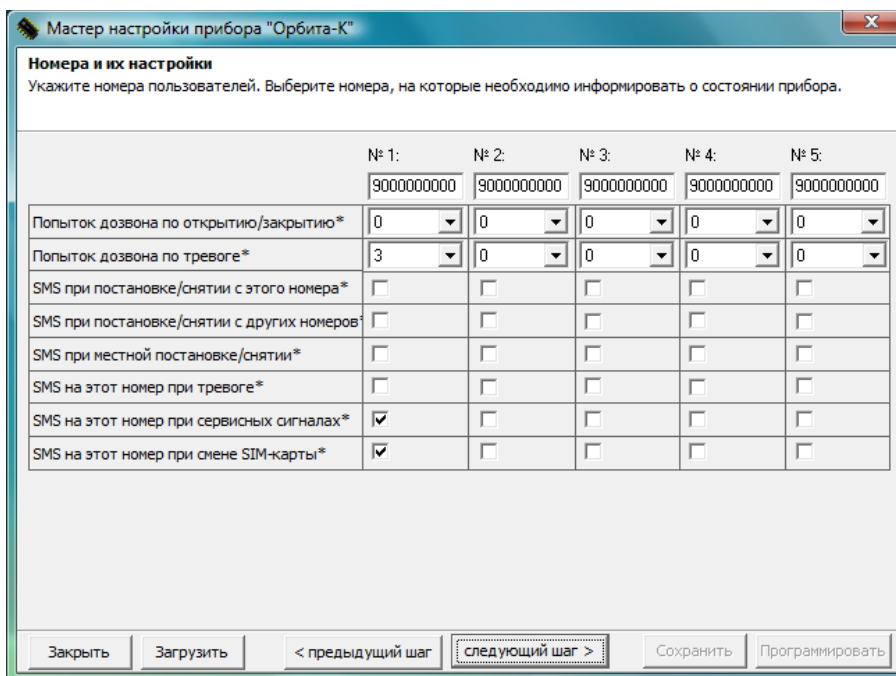 Мастер настройки прибора "Орбита-К"
Номера и их настройки
Укажите номера пользователей. Выберите номера, на которые необходимо информировать о состоянии прибора.
№ 1: № 2: № 3: № 4: № 5:
9000000000 9000000000 9000000000 9000000000 9000000000
Попыток дозвона по открытию/закрытию* 0 0 0 0 0
Попыток дозвона по тревоге* 3 0 0 0 0
SMS при постановке/снятии с этого номера*
SMS при постановке/снятии с других номеров*
SMS при местной постановке/снятии*
SMS на этот номер при тревоге*
SMS на этот номер при сервисных сигналах*
SMS на этот номер при смене SIM-карты*
Закрыть Загрузить < предыдущий шаг следующий шаг > Сохранить Программировать